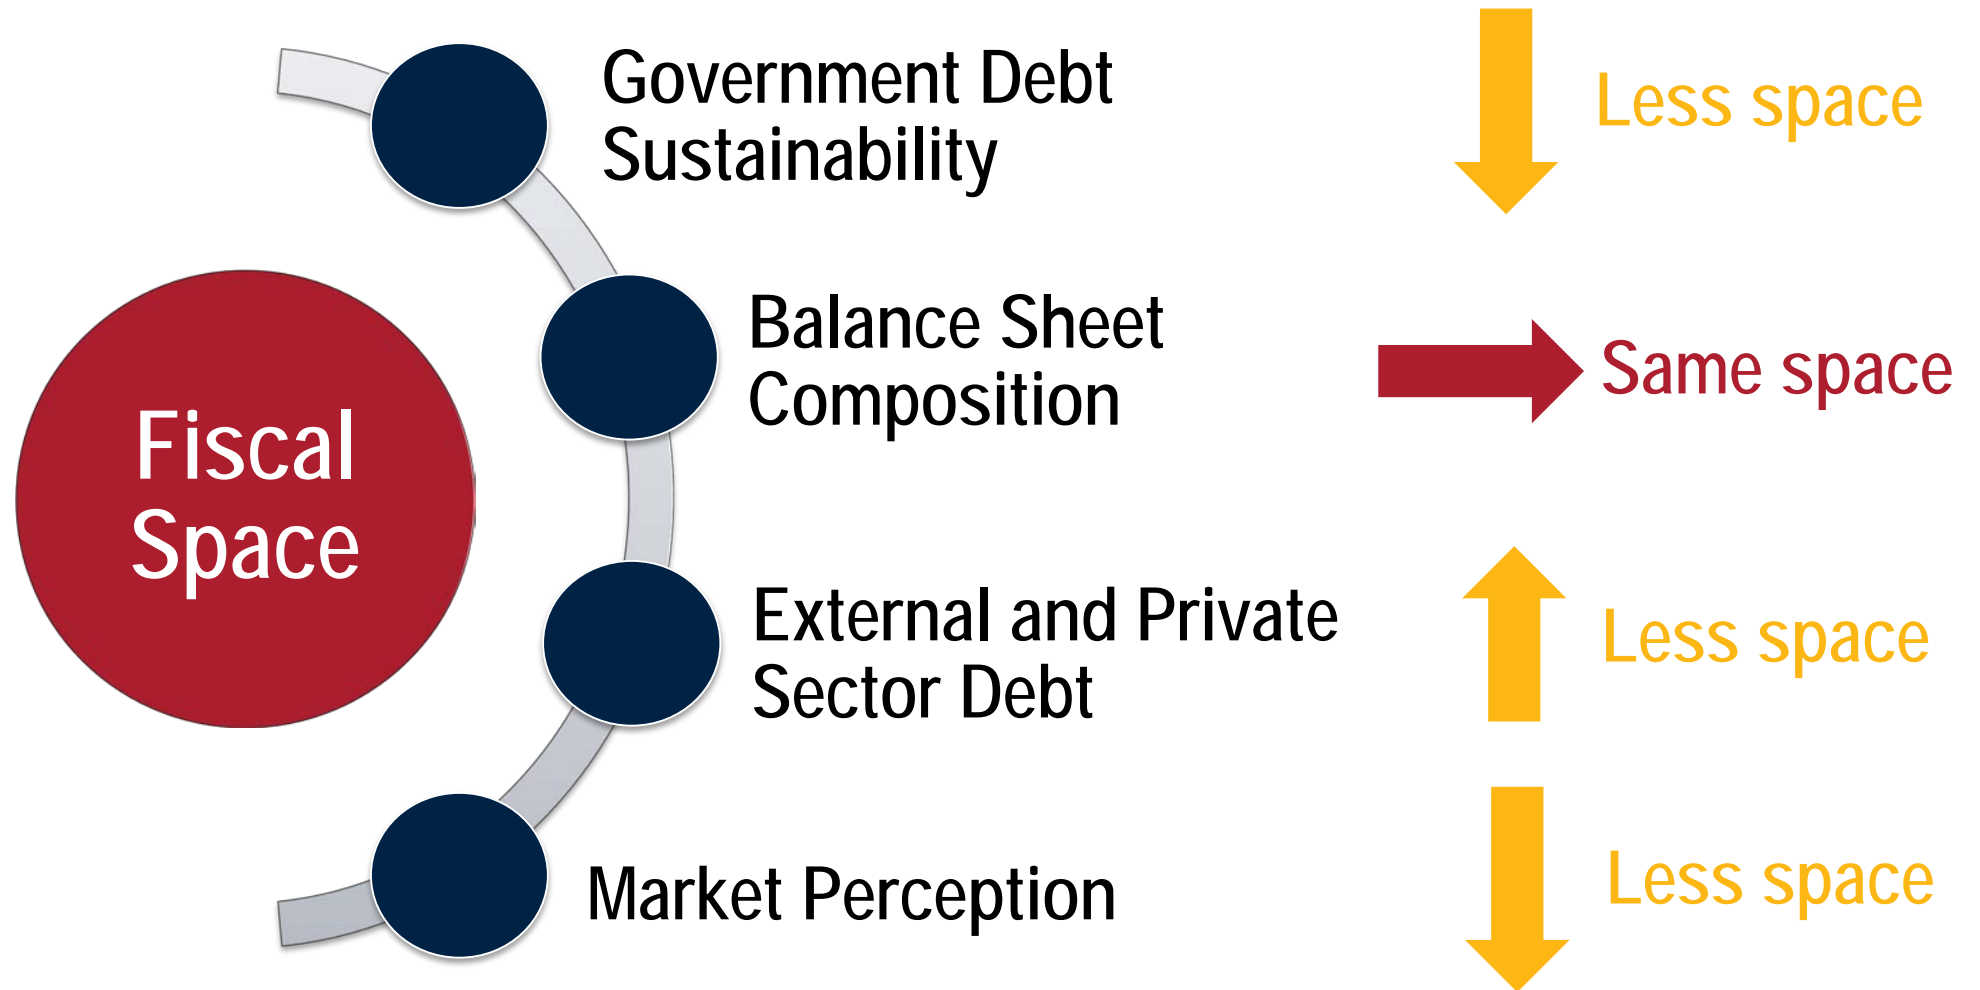 Government Debt
Sustainability
Less space
Balance Sheet
Composition
Same space
Fiscal
Space
External and Private
Sector Debt
Less space
Market Perception
Less space